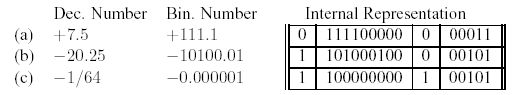 Dec. Number Bin. Number Internal Representation
(a) +7.5 +111.1 0 111100000 0 00011
(b) −20.25 −10100.01 1 101000100 0 00101
(c) −1/64 −0.000001 1 100000000 1 00101